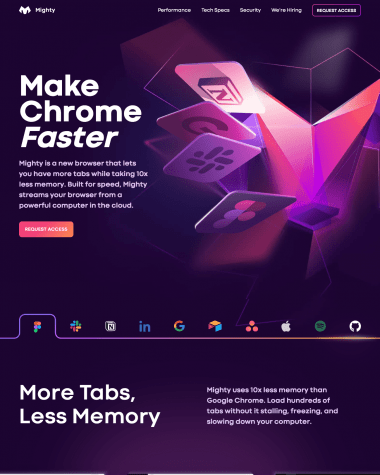 Mighty
Performance
Tech Specs
Security
We're Hiring
REQUEST ACCESS
Make
Chrome
Faster
Mighty is a new browser that lets
you have more tabs while taking 10x
less memory. Built for speed, Mighty
streams your browser from a
powerful computer in the cloud.
REQUEST ACCESS
More Tabs,
Less Memory
Mighty uses 10x less memory than
Google Chrome. Load hundreds of
tabs without it stalling, freezing, and
slowing down your computer.